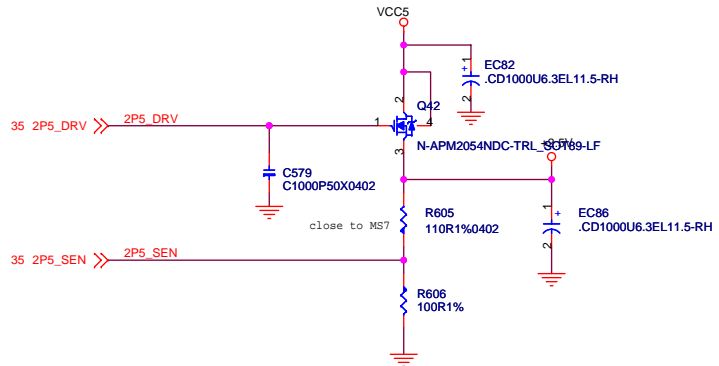 VCC5
EC82
.CD1000U6.3EL11.5-RH
1
2
2
Q42
35 2P5_DRV
2P5_DRV
1
4
N-APM2054NDC-TRL_SOT89-LF
3
C579
C1000P50X0402
R605
110R1%0402
close to MS7
1
2
EC86
.CD1000U6.3EL11.5-RH
35 2P5_SEN
2P5_SEN
R606
100R1%